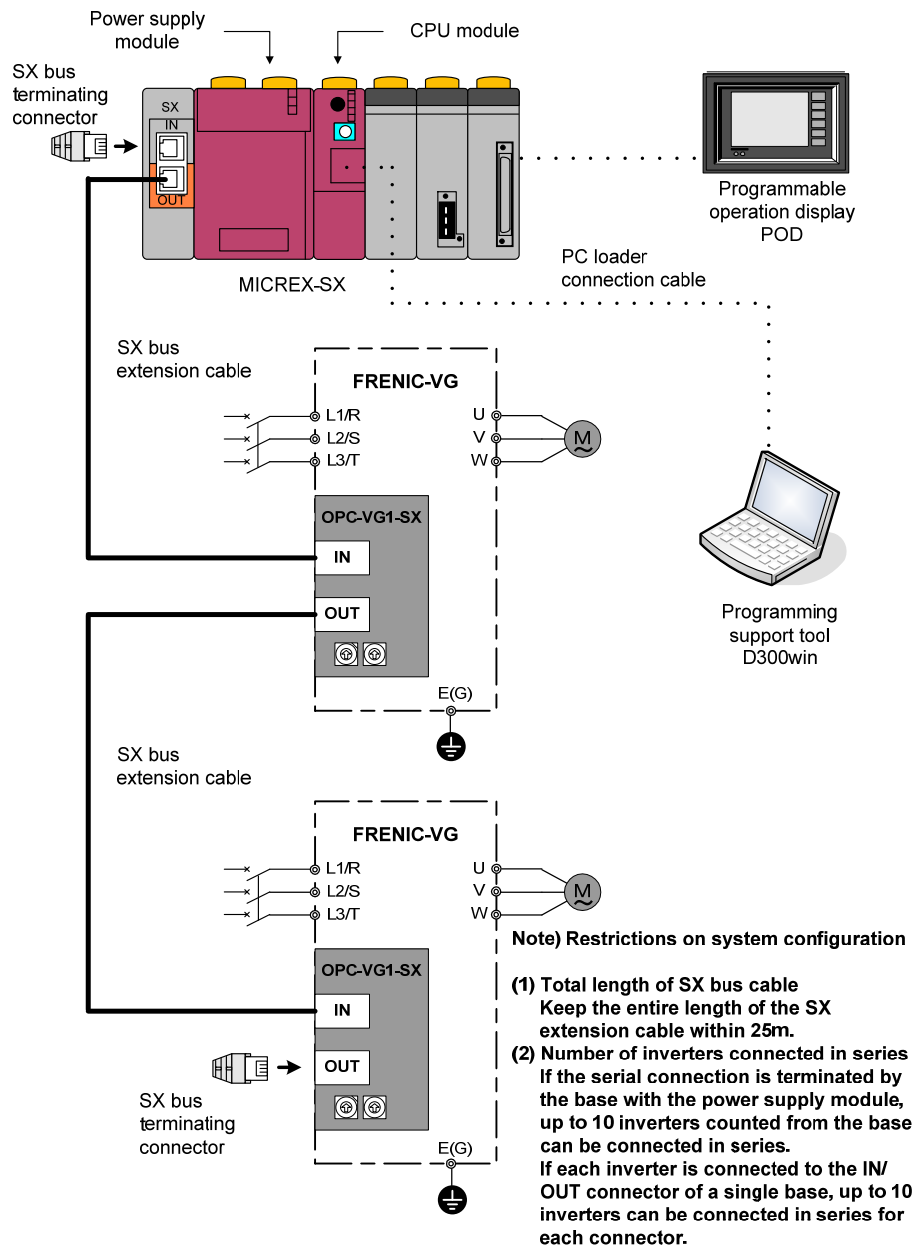 Power supply
module
CPU module
SX bus
terminating
connector
SX
IN
OUT
MICREX-SX
Programmable
operation display
POD
PC loader
connection cable
SX bus
extension cable
FRENIC-VG
L1/R
L2/S
L3/T
U
V
W
M
OPC-VG1-SX
IN
OUT
E(G)
Programming
support tool
D300win
SX bus
extension cable
FRENIC-VG
L1/R
L2/S
L3/T
U
V
W
M
OPC-VG1-SX
IN
OUT
E(G)
SX bus
terminating
connector
Note) Restrictions on system configuration
(1) Total length of SX bus cable
Keep the entire length of the SX
extension cable within 25m.
(2) Number of inverters connected in series
If the serial connection is terminated by
the base with the power supply module,
up to 10 inverters counted from the base
can be connected in series.
If each inverter is connected to the IN/
OUT connector of a single base, up to 10
inverters can be connected in series for
each connector.